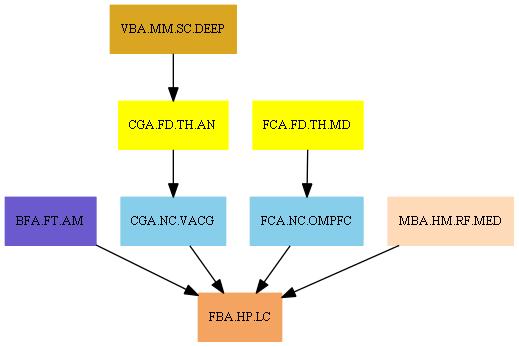 VBA.MM.SC.DEEP
CGA.FD.TH.AN
FCA.FD.TH.MD
BFA.FT.AM
CGA.NC.VACG
FCA.NC.OMPFC
MBA.HM.RF.MED
FBA.HP.LC